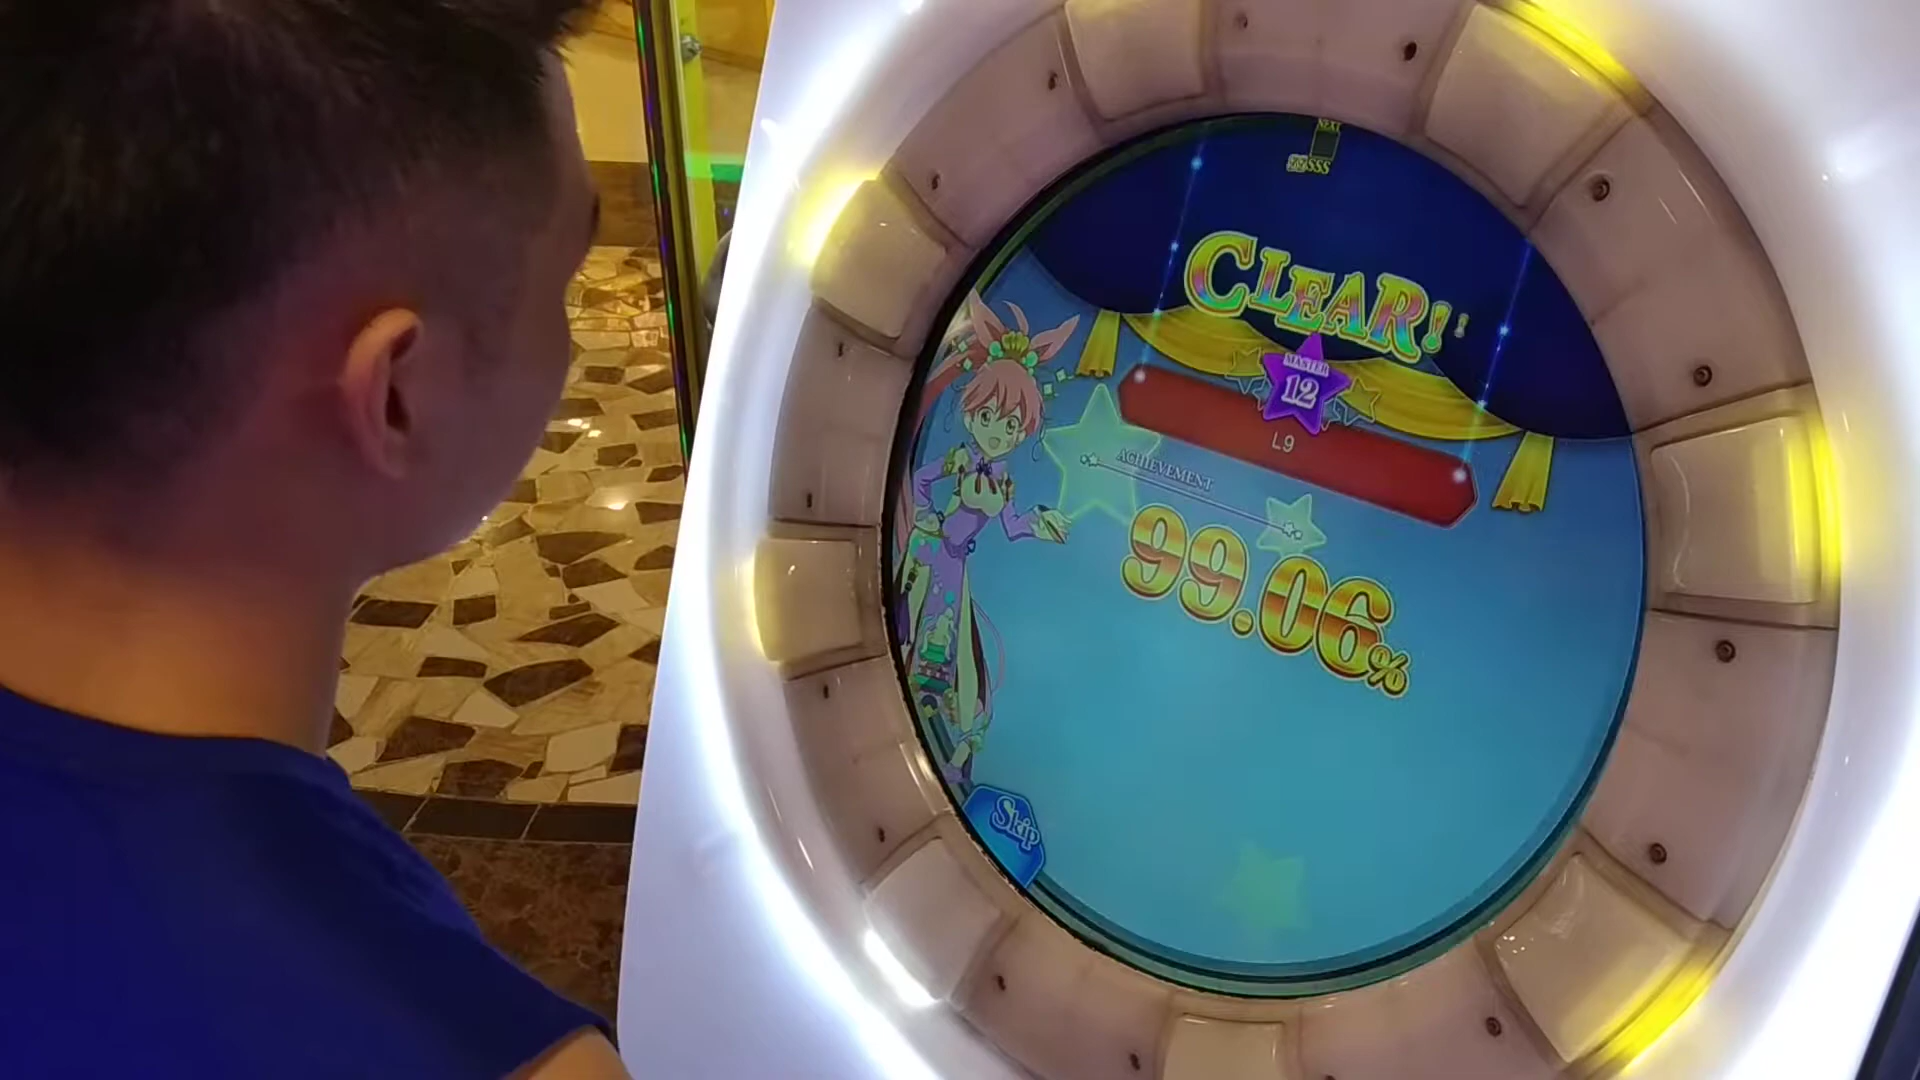 NEXT
SSS
CLEAR!!
MASTER
12
L9
ACHIEVEMENT
99.06%
Skip